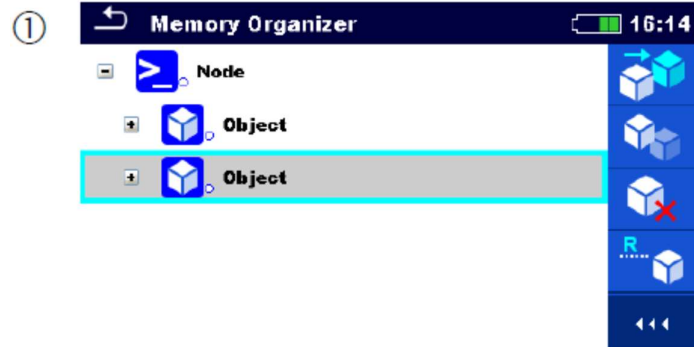 ①
Memory Organizer 16:14
Node
Object
Object
R